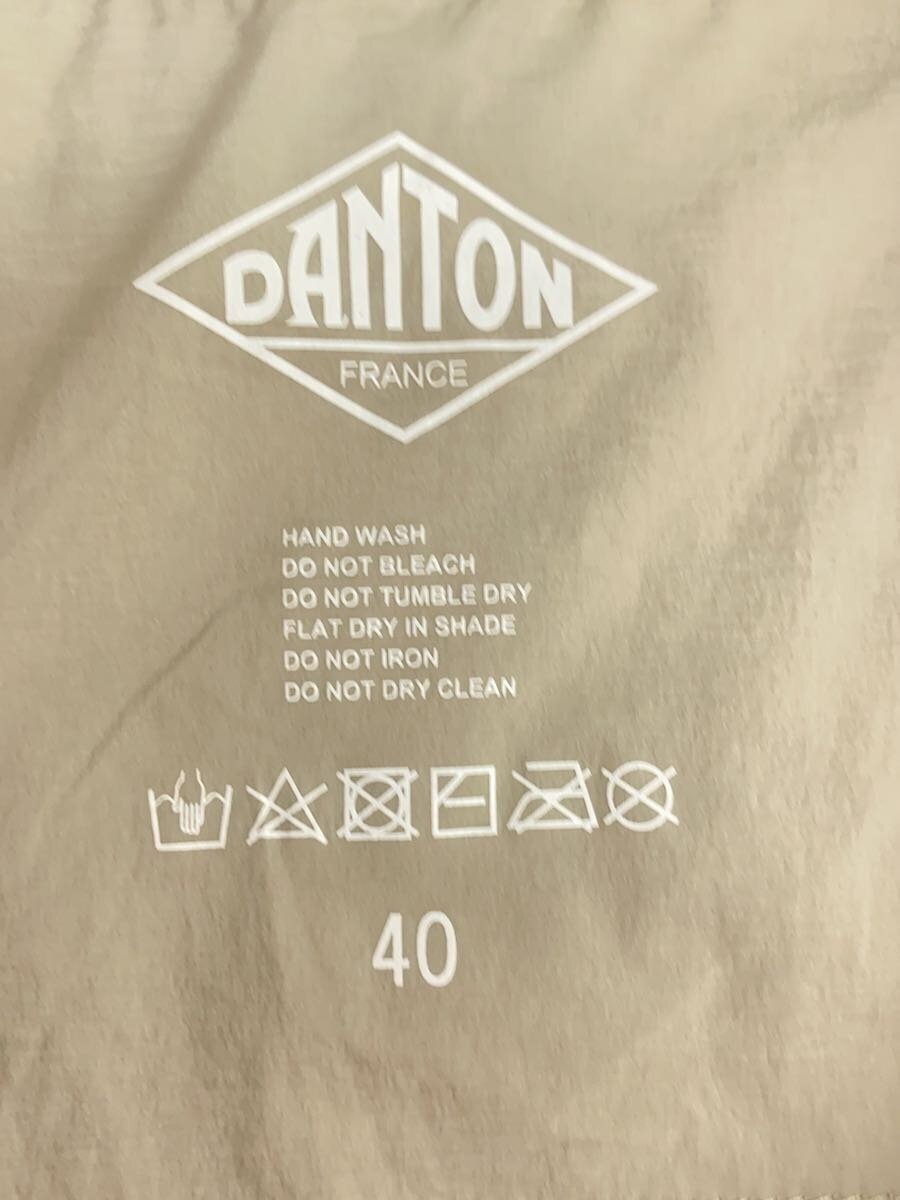 DANTON
FRANCE
HAND WASH
DO NOT BLEACH
DO NOT TUMBLE DRY
FLAT DRY IN SHADE
DO NOT IRON
DO NOT DRY CLEAN
40